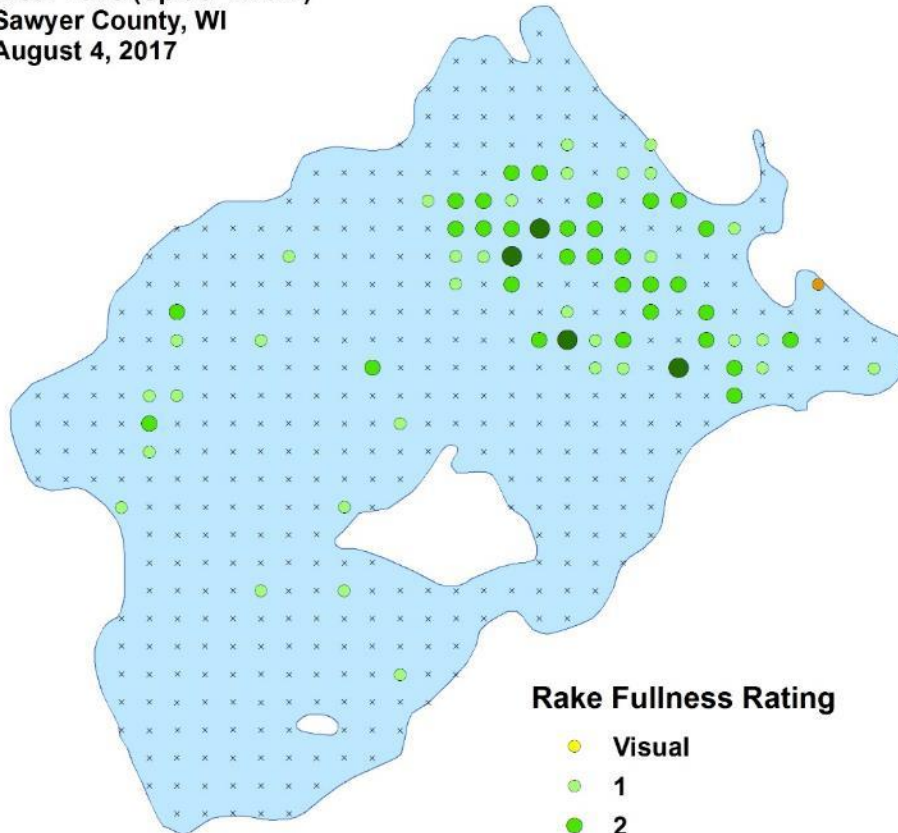 Sawyer County, WI
August 4, 2017
Rake Fullness Rating
Visual
1
2